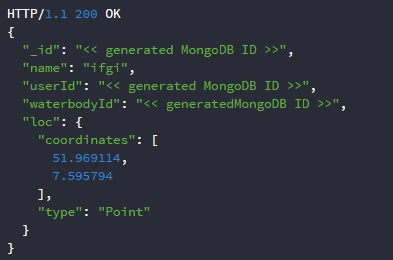 HTTP/1.1 200 OK
{
  "_id": "<< generated MongoDB ID >>",
  "name": "ifgi",
  "userId": "<< generated MongoDB ID >>",
  "waterbodyId": "<< generatedMongoDB ID >>",
  "loc": {
    "coordinates": [
      51.969114,
      7.595794
    ],
    "type": "Point"
  }
}